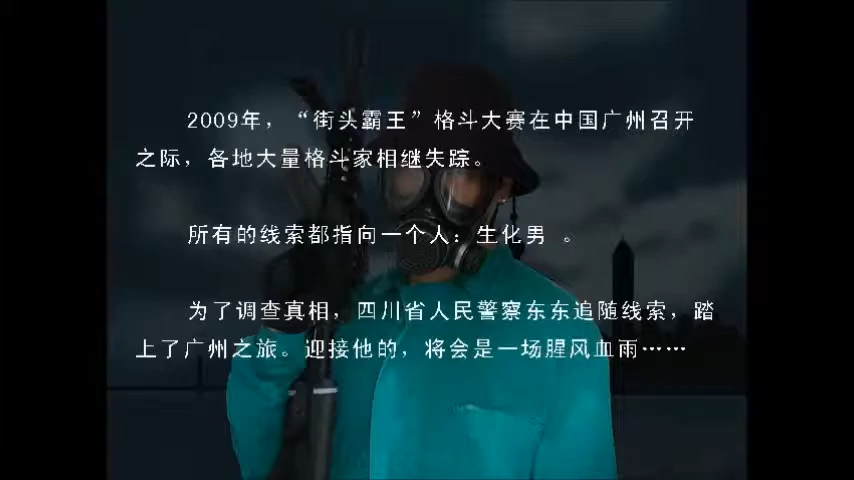 2009年，“街头霸王”格斗大赛在中国广州召开
之际，各地大量格斗家相继失踪。
所有的线索都指向一个人：生化男 。
为了调查真相，四川省人民警察东东追随线索，踏
上了广州之旅。迎接他的，将会是一场腥风血雨……